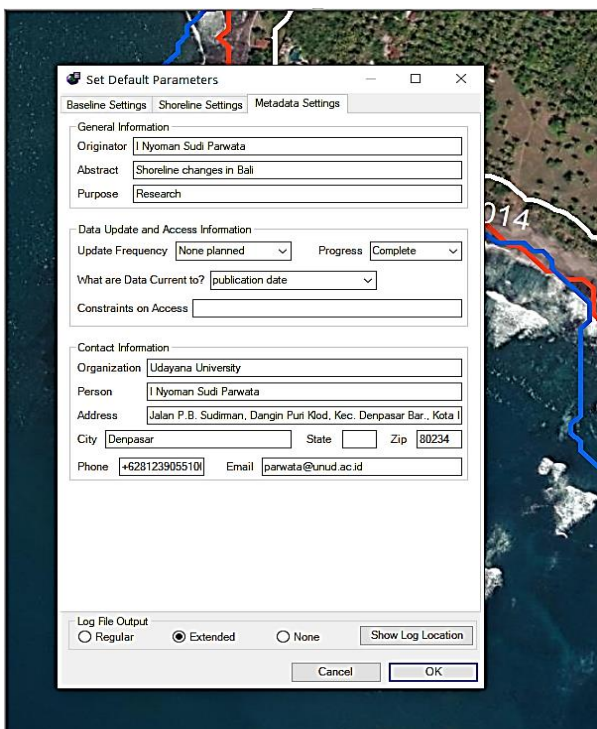 Set Default Parameters
Baseline Settings Shoreline Settings Metadata Settings
General Information
Originator I Nyoman Sudi Parwata
Abstract Shoreline changes in Bali
Purpose Research
Data Update and Access Information
Update Frequency None planned Progress Complete
What are Data Current to? publication date
Constraints on Access
Contact Information
Organization Udayana University
Person I Nyoman Sudi Parwata
Address Jalan P.B. Sudirman, Dangin Puri Klod, Kec. Denpasar Bar., Kota
City Denpasar State Zip 80234
Phone +628123905510 Email parwata@unud.ac.id
Log File Output
Regular Extended None Show Log Location
Cancel OK
014